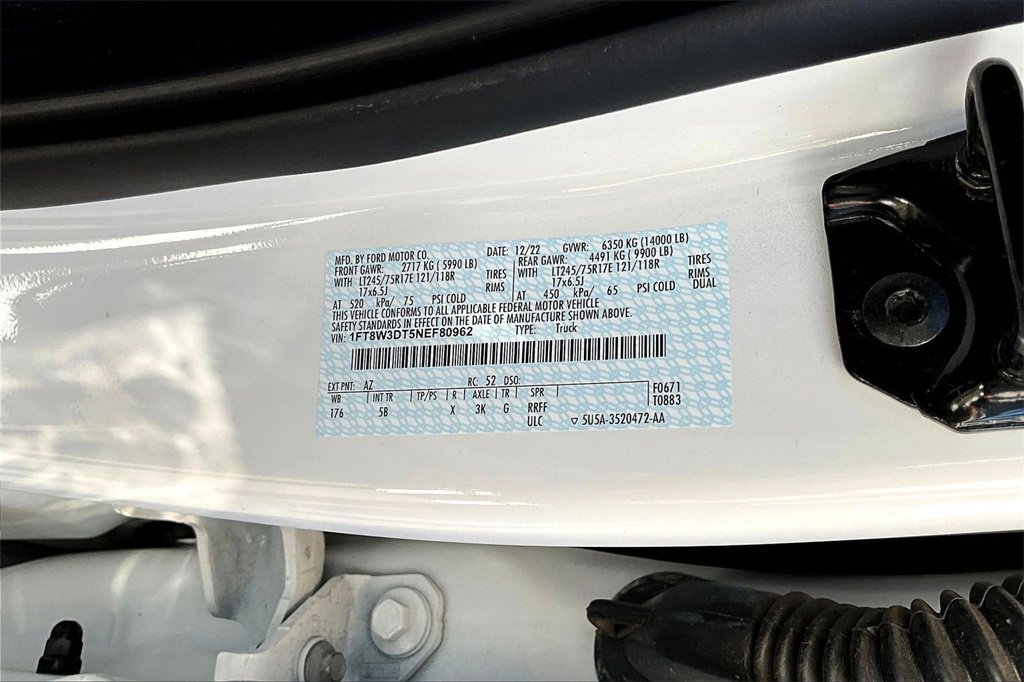 MFD. BY FORD MOTOR CO. DATE: 12/22 GVWR: 6350 KG (14000 LB)
FRONT GAWR: 2717 KG ( 5990 LB) REAR GAWR: 4491 KG ( 9900 LB)
WITH LT245/75R17E 121/118R TIRES WITH LT245/75R17E 121/118R TIRES
17x6.5J RIMS 17x6.5J RIMS
AT 520 kPa/ 75 PSI COLD AT 450 kPa/ 65 PSI COLD DUAL
THIS VEHICLE CONFORMS TO ALL APPLICABLE FEDERAL MOTOR VEHICLE
SAFETY STANDARDS IN EFFECT ON THE DATE OF MANUFACTURE SHOWN ABOVE.
VIN: 1FT8W3DT5NEF80962 TYPE: Truck
EXT PNT: AZ RC: 52 DSO: F0671
WB INT TR TP/PS R AXLE TR SPR T0883
176 5B X 3K G RRFF
ULC ▽ 5U5A-3520472-AA